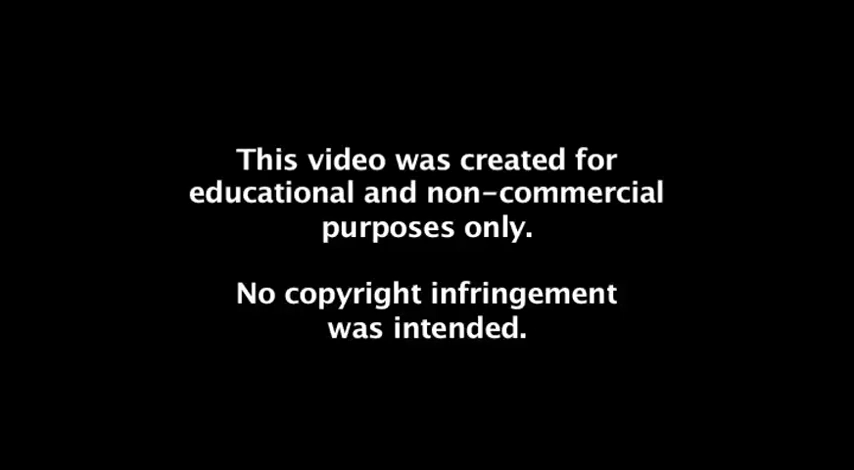 This video was created for
educational and non-commercial
purposes only.
No copyright infringement
was intended.